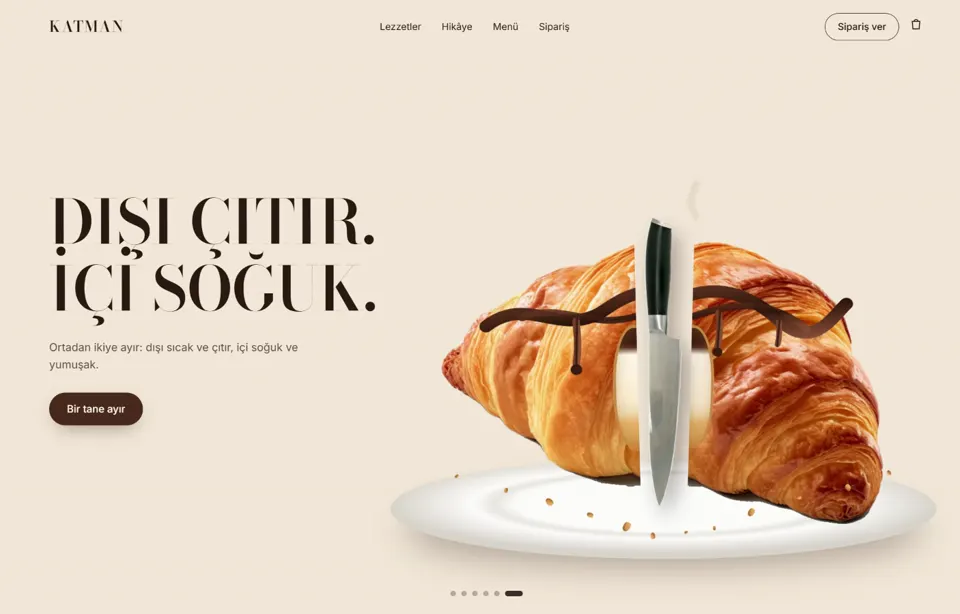 KATMAN
Lezzetler
Hikâye
Menü
Sipariş
Sipariş ver
DIŞI ÇITIR.
İÇİ SOĞUK.
Ortadan ikiye ayır: dışı sıcak ve çıtır, içi soğuk ve
yumuşak.
Bir tane ayır